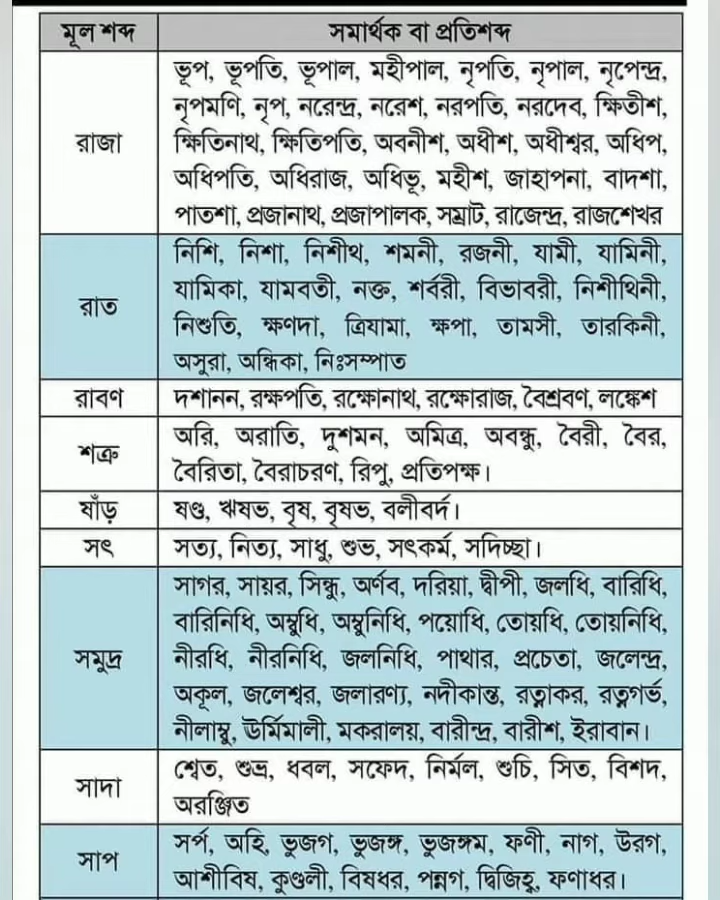 মূল শব্দ সমার্থক বা প্রতিশব্দ
রাজা
ভূপ, ভূপতি, ভূপাল, মহীপাল, নৃপতি, নৃপাল, নৃপেন্দ্র,
নৃপমণি, নৃপ, নরেন্দ্র, নরেশ, নরপতি, নরদেব, ক্ষিতীশ,
ক্ষিতিনাথ, ক্ষিতিপতি, অবনীশ, অধীশ, অধীশ্বর, অধিপ,
অধিপতি, অধিরাজ, অধিভূ, মহীশ, জাহাপনা, বাদশা,
পাতশা, প্রজানাথ, প্রজাপালক, সম্রাট, রাজেন্দ্র, রাজশেখর
রাত
নিশি, নিশা, নিশীথ, শমনী, রজনী, যামী, যামিনী,
যামিকা, যামবতী, নক্ত, শর্বরী, বিভাবরী, নিশীথিনী,
নিশুতি, ক্ষণদা, ত্রিযামা, ক্ষপা, তামসী, তারকিনী,
অসুরা, অন্ধিকা, নিঃসম্পাত
রাবণ দশানন, রক্ষপতি, রক্ষোনাথ, রক্ষোরাজ, বৈশ্রবণ, লঙ্কেশ
শত্রু
অরি, অরাতি, দুশমন, অমিত্র, অবন্ধু, বৈরী, বৈর,
বৈরিতা, বৈরাচরণ, রিপু, প্রতিপক্ষ।
ষাঁড় ষণ্ড, ঋষভ, বৃষ, বৃষভ, বলীবর্দ।
সৎ সত্য, নিত্য, সাধু, শুভ, সৎকর্ম, সদিচ্ছা।
সমুদ্র
সাগর, সায়র, সিন্ধু, অর্ণব, দরিয়া, দ্বীপী, জলধি, বারিধি,
বারিনিধি, অম্বুধি, অম্বুনিধি, পয়োধি, তোয়ধি, তোয়নিধি,
নীরধি, নীরনিধি, জলনিধি, পাথার, প্রচেতা, জলেন্দ্র,
অকূল, জলেশ্বর, জলারণ্য, নদীকান্ত, রত্নাকর, রত্নগর্ভ,
নীলাম্বু, ঊর্মিমালী, মকরালয়, বারীন্দ্র, বারীশ, ইরাবান।
সাদা
শ্বেত, শুভ্র, ধবল, সফেদ, নির্মল, শুচি, সিত, বিশদ,
অরঞ্জিত
সাপ
সর্প, অহি, ভুজগ, ভুজঙ্গ, ভুজঙ্গম, ফণী, নাগ, উরগ,
আশীবিষ, কুণ্ডলী, বিষধর, পন্নগ, দ্বিজিহ্ব, ফণাধর।